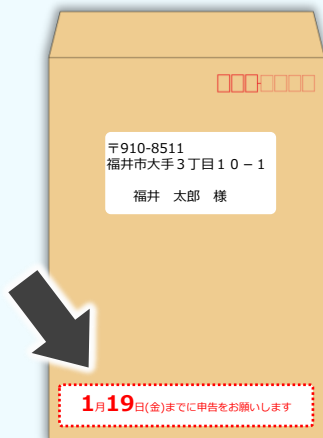 〒910-8511
福井市大手３丁目１０－１
福井　太郎　様
1月19日(金)までに申告をお願いします